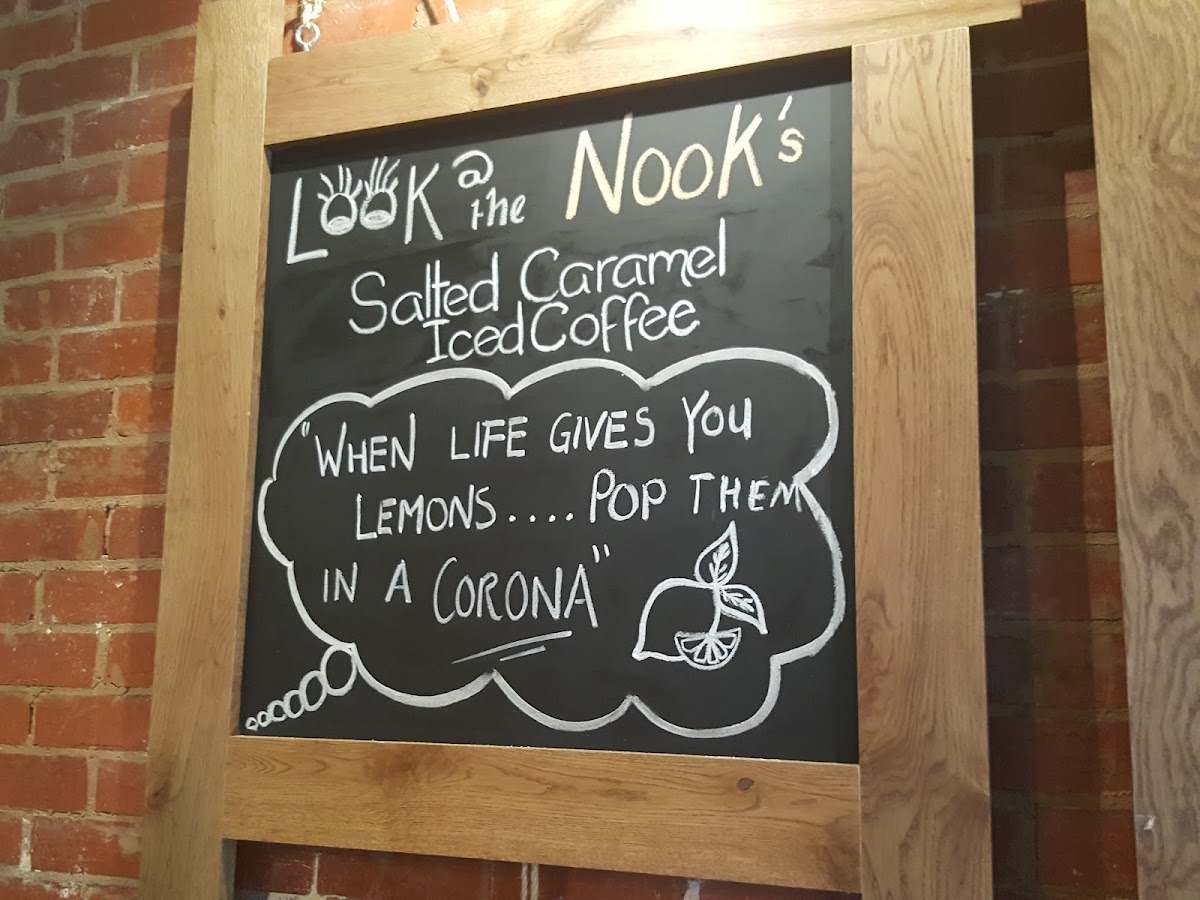 LOOK @ the NOOK's
Salted Caramel
Iced Coffee
"WHEN LIFE GIVES YOU
LEMONS.... POP THEM
IN A CORONA"